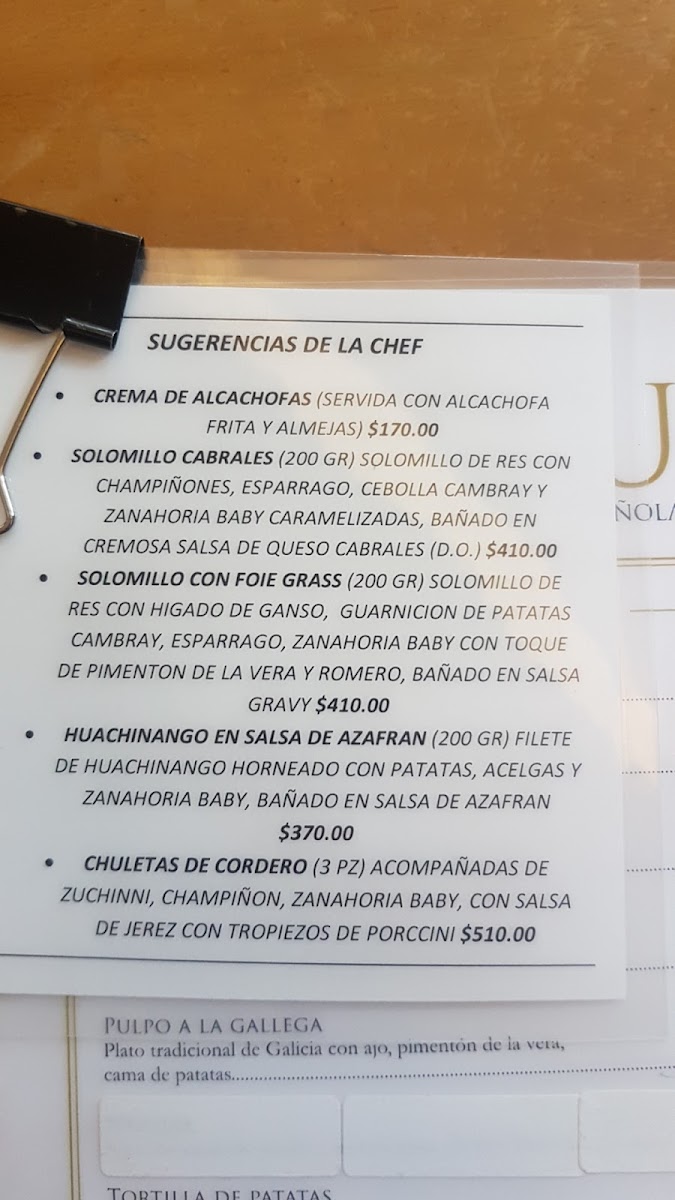 SUGERENCIAS DE LA CHEF
• CREMA DE ALCACHOFAS (SERVIDA CON ALCACHOFA
FRITA Y ALMEJAS) $170.00
• SOLOMILLO CABRALES (200 GR) SOLOMILLO DE RES CON
CHAMPIÑONES, ESPARRAGO, CEBOLLA CAMBRAY Y
ZANAHORIA BABY CARAMELIZADAS, BAÑADO EN
CREMOSA SALSA DE QUESO CABRALES (D.O.) $410.00
• SOLOMILLO CON FOIE GRASS (200 GR) SOLOMILLO DE
RES CON HIGADO DE GANSO, GUARNICION DE PATATAS
CAMBRAY, ESPARRAGO, ZANAHORIA BABY CON TOQUE
DE PIMENTON DE LA VERA Y ROMERO, BAÑADO EN SALSA
GRAVY $410.00
• HUACHINANGO EN SALSA DE AZAFRAN (200 GR) FILETE
DE HUACHINANGO HORNEADO CON PATATAS, ACELGAS Y
ZANAHORIA BABY, BAÑADO EN SALSA DE AZAFRAN
$370.00
• CHULETAS DE CORDERO (3 PZ) ACOMPAÑADAS DE
ZUCHINNI, CHAMPIÑON, ZANAHORIA BABY, CON SALSA
DE JEREZ CON TROPIEZOS DE PORCCINI $510.00
U
ÑOLA
PULPO A LA GALLEGA
Plato tradicional de Galicia con ajo, pimentón de la vera,
cama de patatas
TORTILLA DE PATATAS